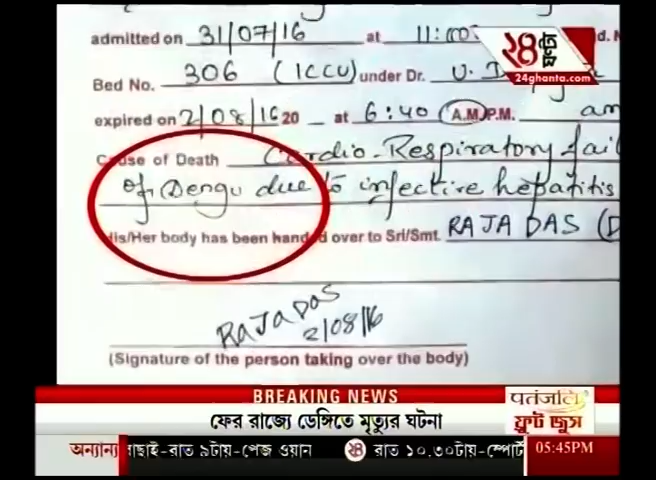 admitted on 31/07/16 at 11:00
Bed No. 306 (ICCU) under Dr. U.
২৪ ঘণ্টা
24ghanta.com
expired on 2/08/16 20 _ at 6:40 A.M./P.M. am
Cause of Death Cardio-Respiratory fail
of Dengu due to infective hepatitis
His/Her body has been handed over to Sri/Smt. RAJA DAS (D
RAJA DAS
2/08/16
(Signature of the person taking over the body)
BREAKING NEWS
ফের রাজ্যে ডেঙ্গিতে মৃত্যুর ঘটনা
পতঞ্জলি
ফ্রুট জুস
অন্যান্য বাছাই-রাত ৯টায়-পেজ ওয়ান ২৪ রাত ১০.৩০টায়-স্পোর্ট
05:45PM